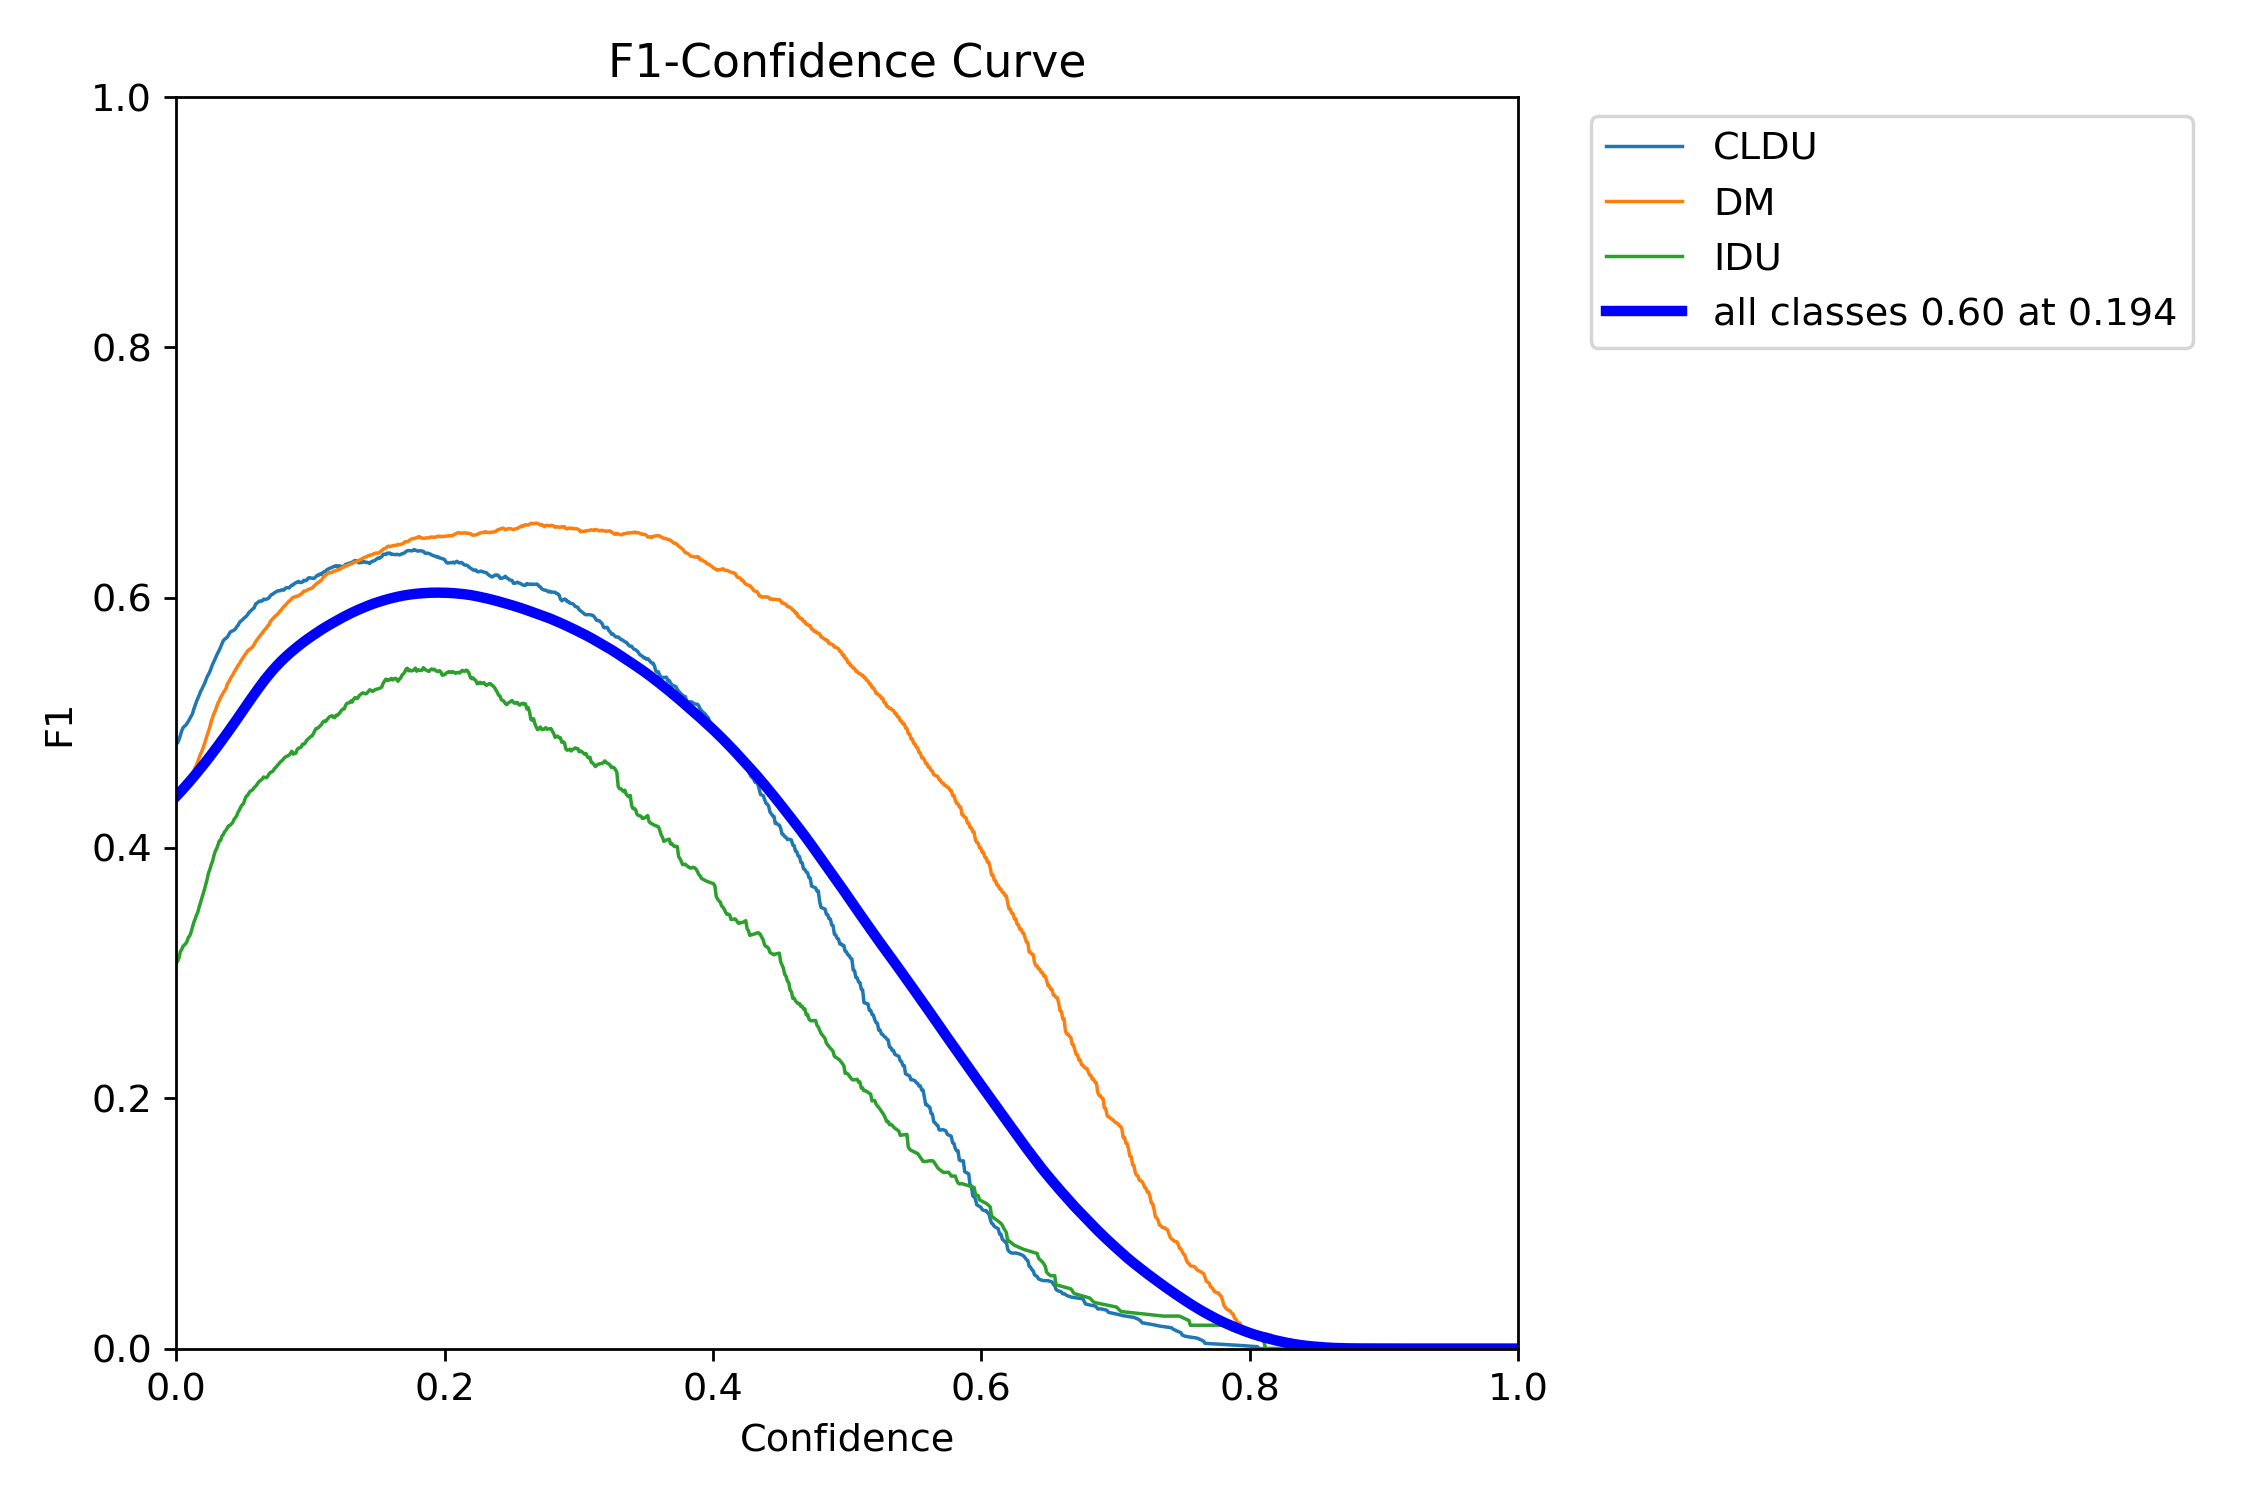 F1-Confidence Curve
1.0
0.8
0.6
0.4
0.2
0.0
F1
0.0 0.2 0.4 0.6 0.8 1.0
Confidence
CLDU
DM
IDU
all classes 0.60 at 0.194